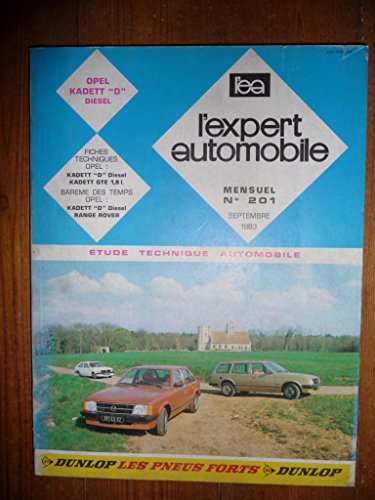 OPEL
KADETT "D"
DIESEL
l'ea
l'expert
automobile
FICHES
TECHNIQUES
OPEL :
KADETT "D" Diesel
KADETT GTE 1,8 l.
BAREME DES TEMPS
OPEL :
KADETT "D" Diesel
RANGE ROVER
MENSUEL
N° 201
SEPTEMBRE
1983
ETUDE TECHNIQUE AUTOMOBILE
DUNLOP LES PNEUS FORTS DUNLOP